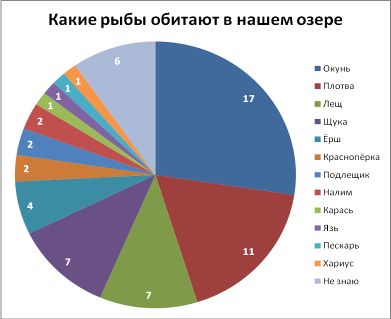 Какие рыбы обитают в нашем озере
17
11
7
7
4
2
2
2
1
1
1
1
6
Окунь
Плотва
Лещ
Щука
Ёрш
Краснопёрка
Подлещик
Налим
Карась
Язь
Пескарь
Хариус
Не знаю